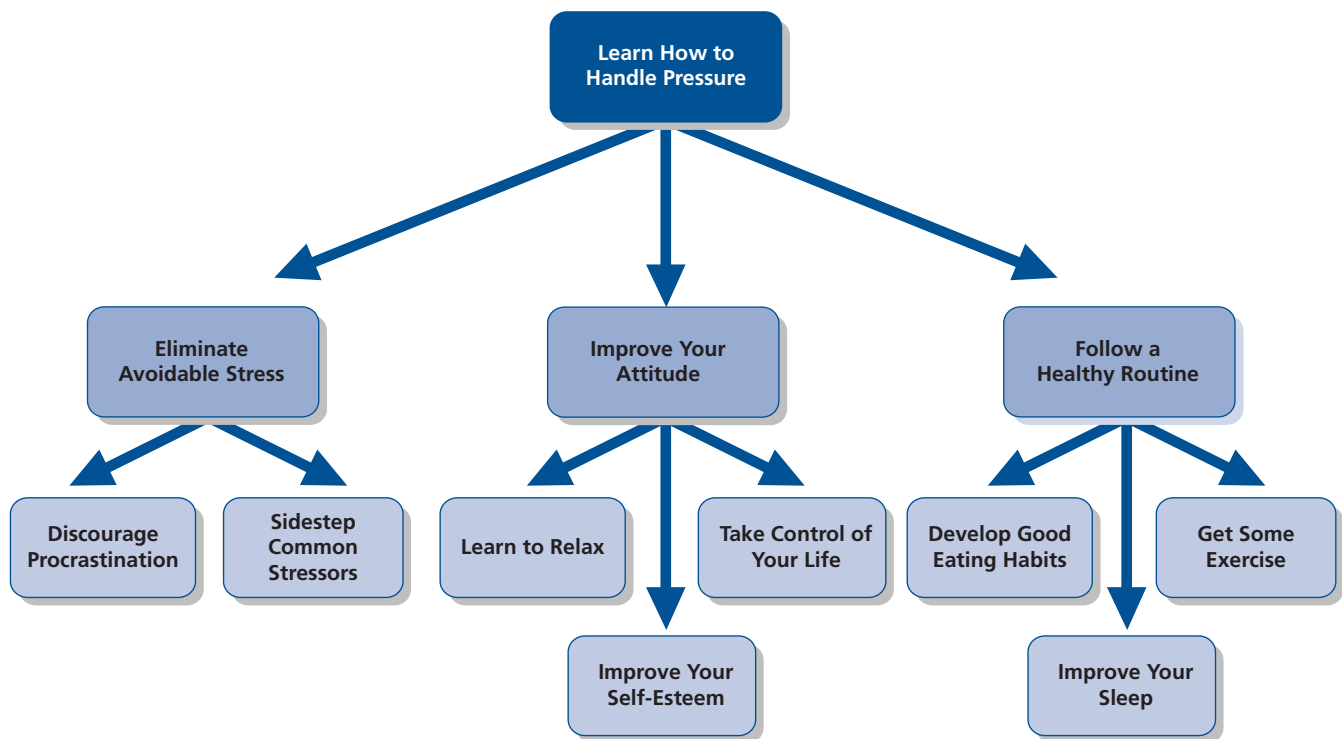 Learn How to
Handle Pressure
Eliminate
Avoidable Stress
Improve Your
Attitude
Follow a
Healthy Routine
Discourage
Procrastination
Sidestep
Common
Stressors
Learn to Relax
Take Control of
Your Life
Develop Good
Eating Habits
Get Some
Exercise
Improve Your
Self-Esteem
Improve Your
Sleep